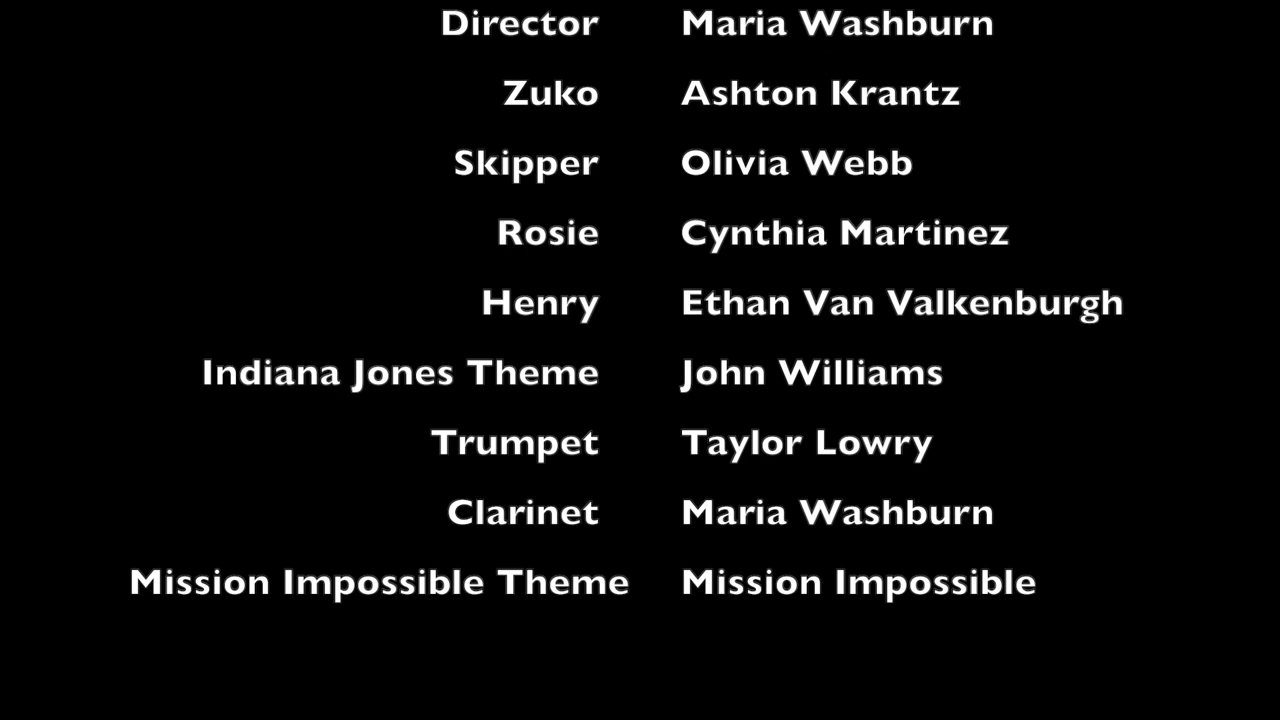 Director Maria Washburn
Zuko Ashton Krantz
Skipper Olivia Webb
Rosie Cynthia Martinez
Henry Ethan Van Valkenburgh
Indiana Jones Theme John Williams
Trumpet Taylor Lowry
Clarinet Maria Washburn
Mission Impossible Theme Mission Impossible